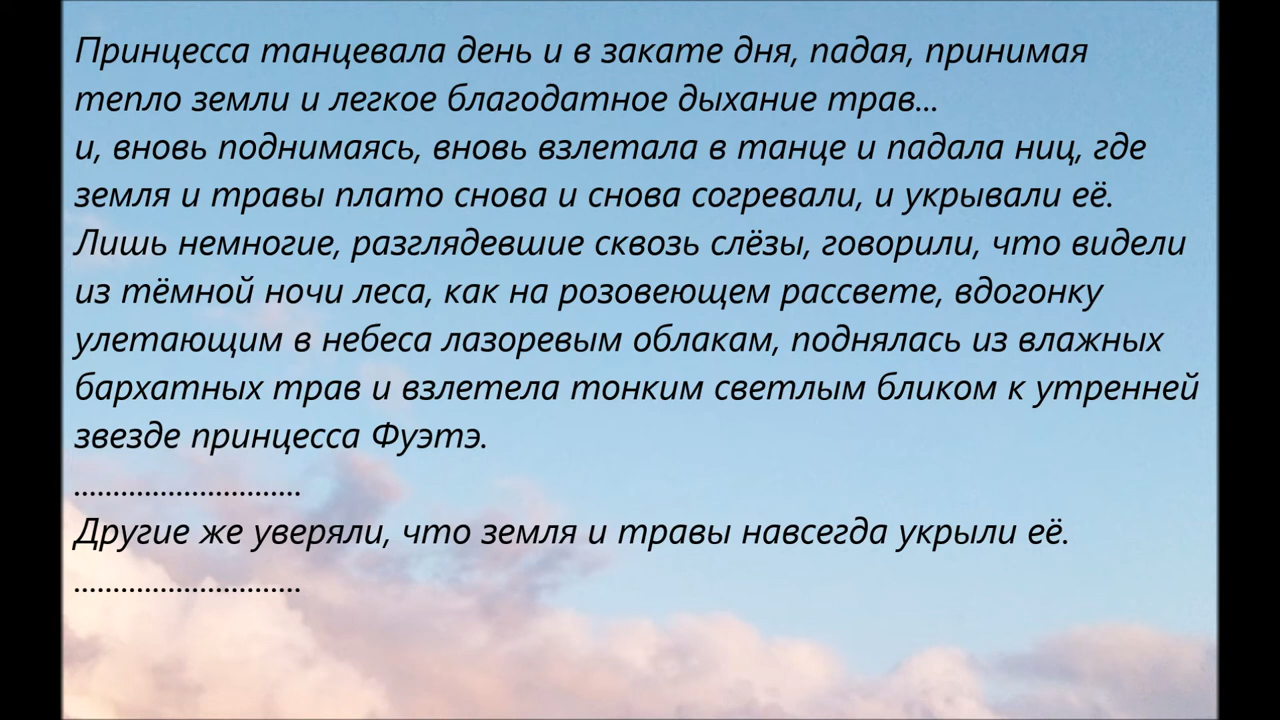 Принцесса танцевала день и в закате дня, падая, принимая
тепло земли и легкое благодатное дыхание трав...
и, вновь поднимаясь, вновь взлетала в танце и падала ниц, где
земля и травы плато снова и снова согревали, и укрывали её.
Лишь немногие, разглядевшие сквозь слёзы, говорили, что видели
из тёмной ночи леса, как на розовеющем рассвете, вдогонку
улетающим в небеса лазоревым облакам, поднялась из влажных
бархатных трав и взлетела тонким светлым бликом к утренней
звезде принцесса Фуэтэ.
............................
Другие же уверяли, что земля и травы навсегда укрыли её.
............................